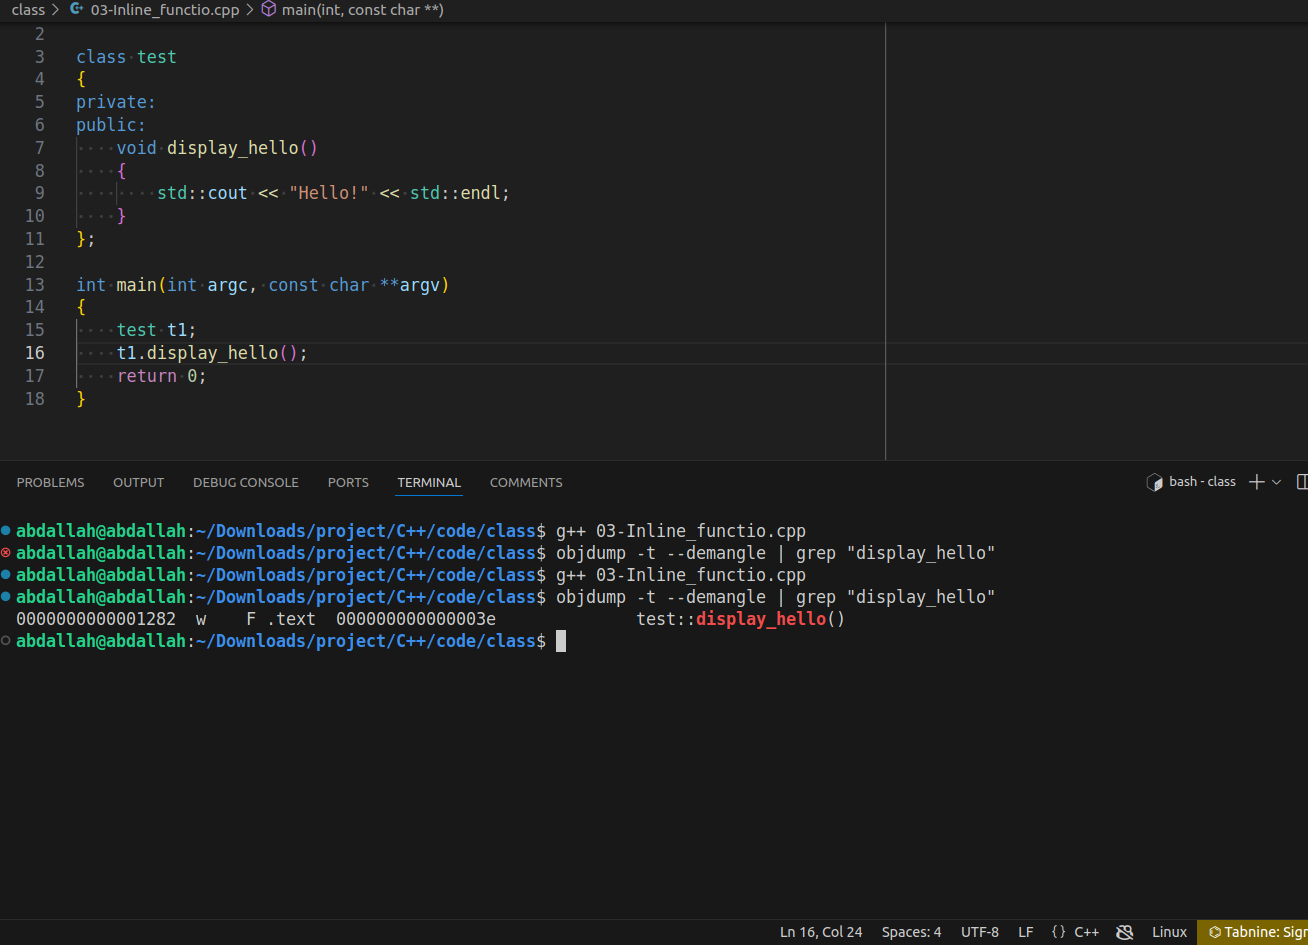 class > 03-Inline_functio.cpp > main(int, const char **)
2
3 class test
4 {
5 private:
6 public:
7     void display_hello()
8     {
9         std::cout << "Hello!" << std::endl;
10     }
11 };
12
13 int main(int argc, const char **argv)
14 {
15     test t1;
16     t1.display_hello();
17     return 0;
18 }
PROBLEMS OUTPUT DEBUG CONSOLE PORTS TERMINAL COMMENTS bash - class
abdallah@abdallah:~/Downloads/project/C++/code/class$ g++ 03-Inline_functio.cpp
abdallah@abdallah:~/Downloads/project/C++/code/class$ objdump -t --demangle | grep "display_hello"
abdallah@abdallah:~/Downloads/project/C++/code/class$ g++ 03-Inline_functio.cpp
abdallah@abdallah:~/Downloads/project/C++/code/class$ objdump -t --demangle | grep "display_hello"
0000000000001282  w    F .text  000000000000003e              test::display_hello()
abdallah@abdallah:~/Downloads/project/C++/code/class$
Ln 16, Col 24 Spaces: 4 UTF-8 LF {} C++ Linux Tabnine: Sigr